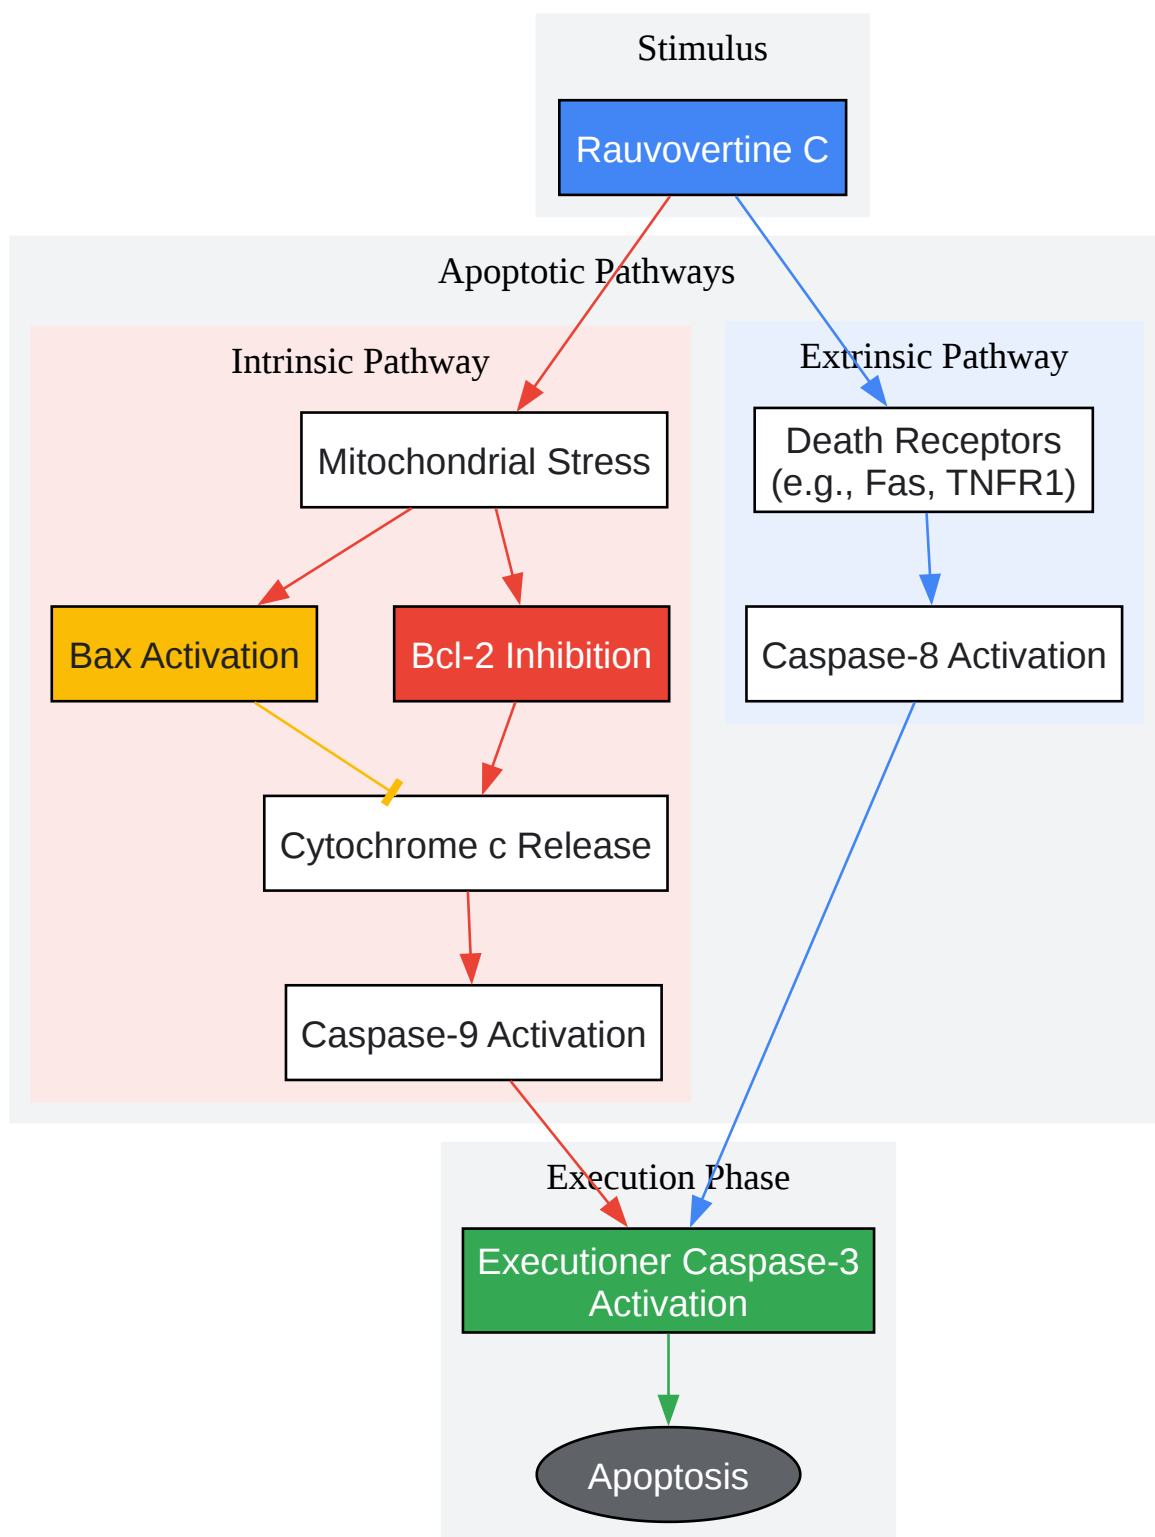 Stimulus
Rauvovertine C
Apoptotic Pathways
Intrinsic Pathway
Extrinsic Pathway
Mitochondrial Stress
Death Receptors
(e.g., Fas, TNFR1)
Bax Activation
Bcl-2 Inhibition
Caspase-8 Activation
Cytochrome c Release
Caspase-9 Activation
Execution Phase
Executioner Caspase-3
Activation
Apoptosis